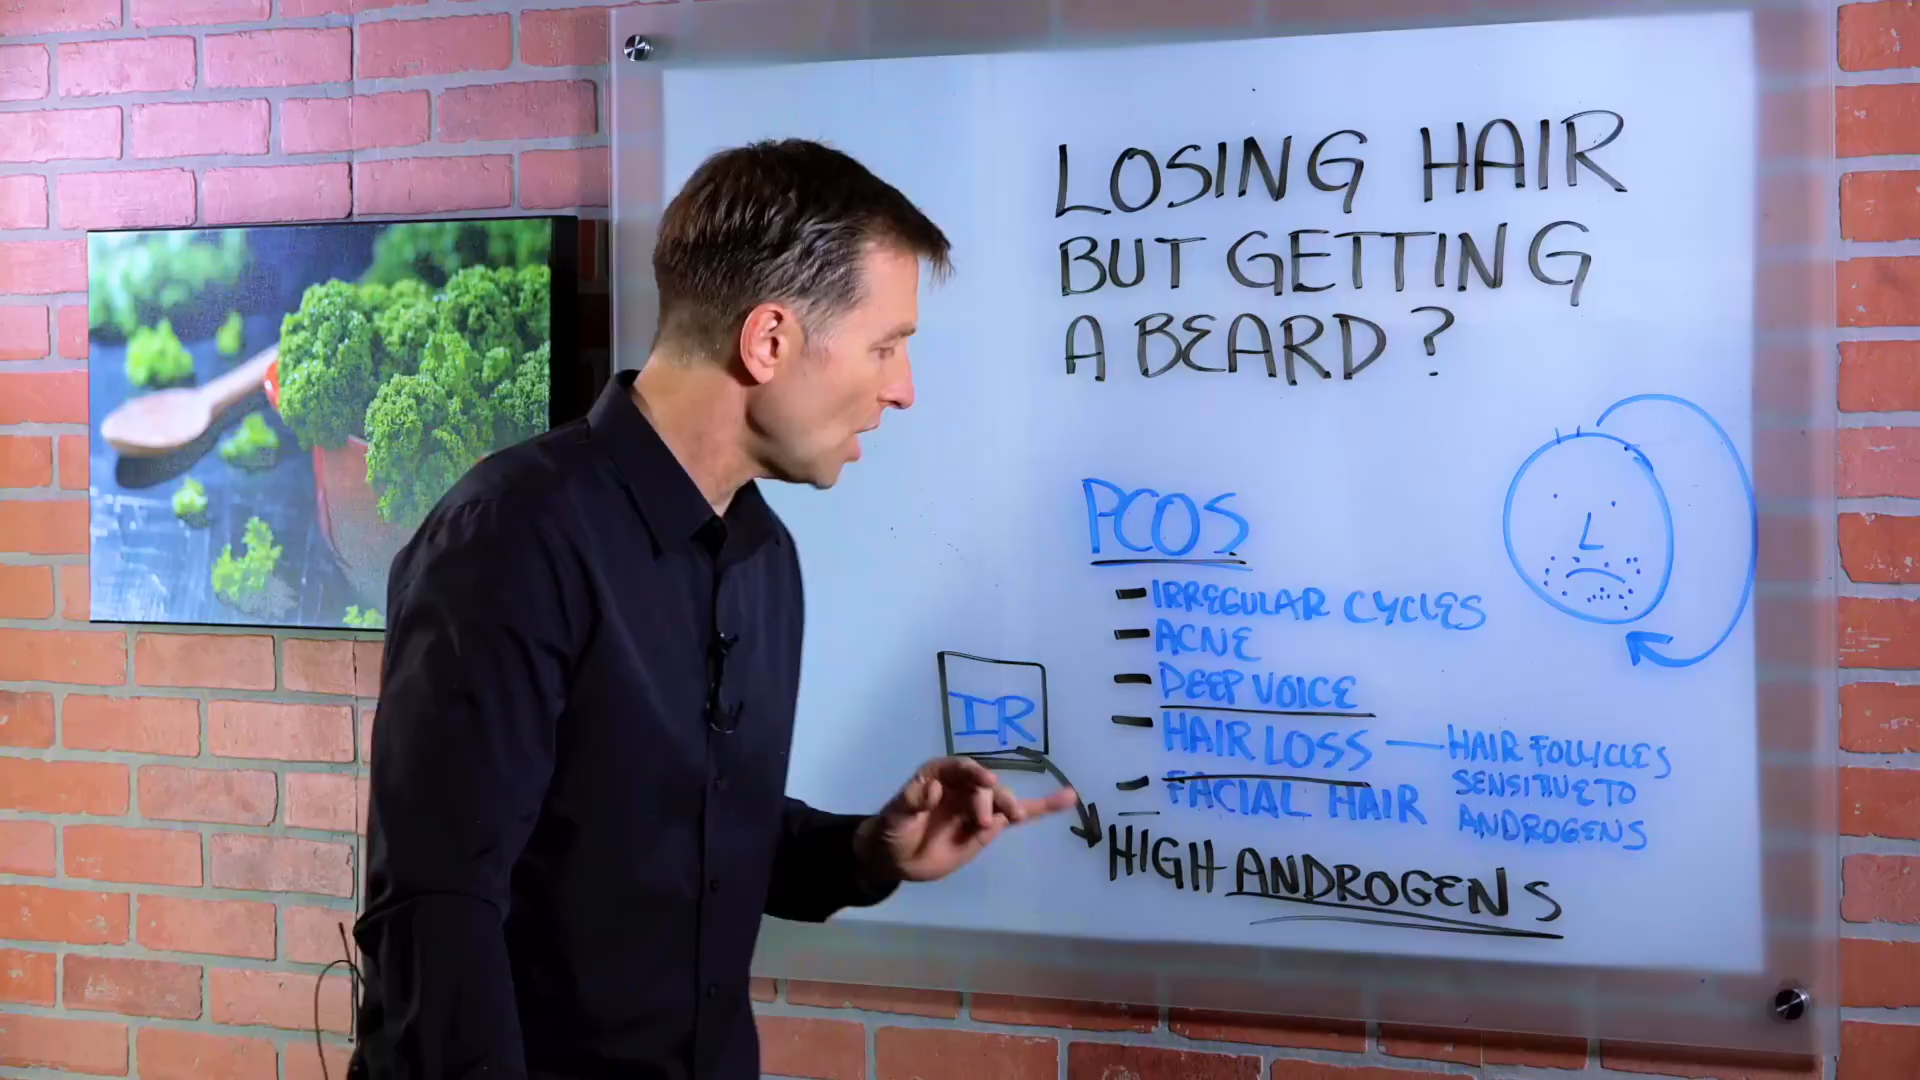 LOSING HAIR
BUT GETTING
A BEARD?
PCOS
- IRREGULAR CYCLES
- ACNE
- DEEP VOICE
- HAIR LOSS — HAIR FOLLICLES
SENSITIVE TO
ANDROGENS
- FACIAL HAIR
IR
HIGH ANDROGENS